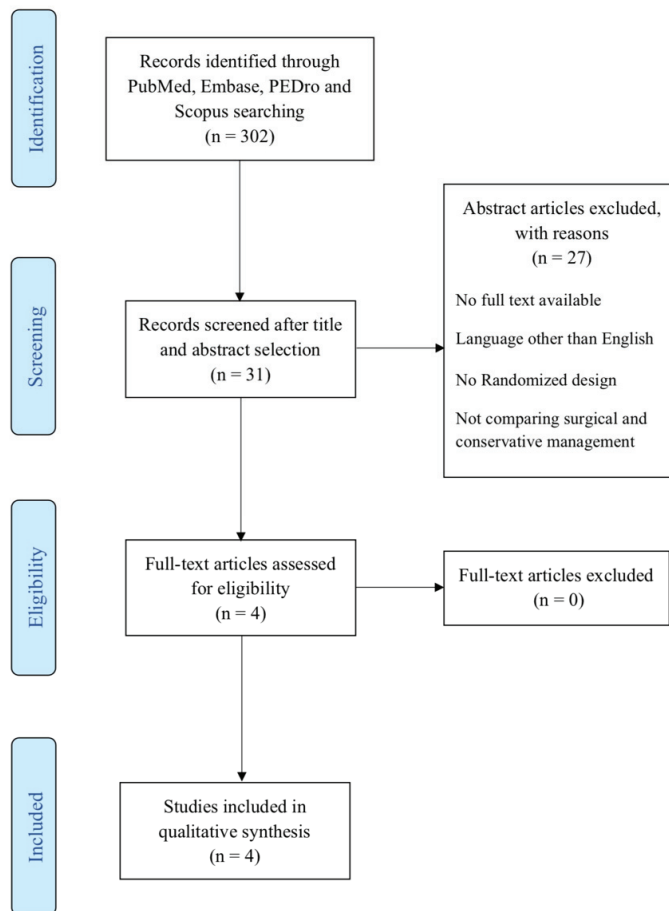 Identification
Records identified through
PubMed, Embase, PEDro and
Scopus searching
(n = 302)
Screening
Records screened after title
and abstract selection
(n = 31)
Abstract articles excluded,
with reasons
(n = 27)
No full text available
Language other than English
No Randomized design
Not comparing surgical and
conservative management
Eligibility
Full-text articles assessed
for eligibility
(n = 4)
Full-text articles excluded
(n = 0)
Included
Studies included in
qualitative synthesis
(n = 4)